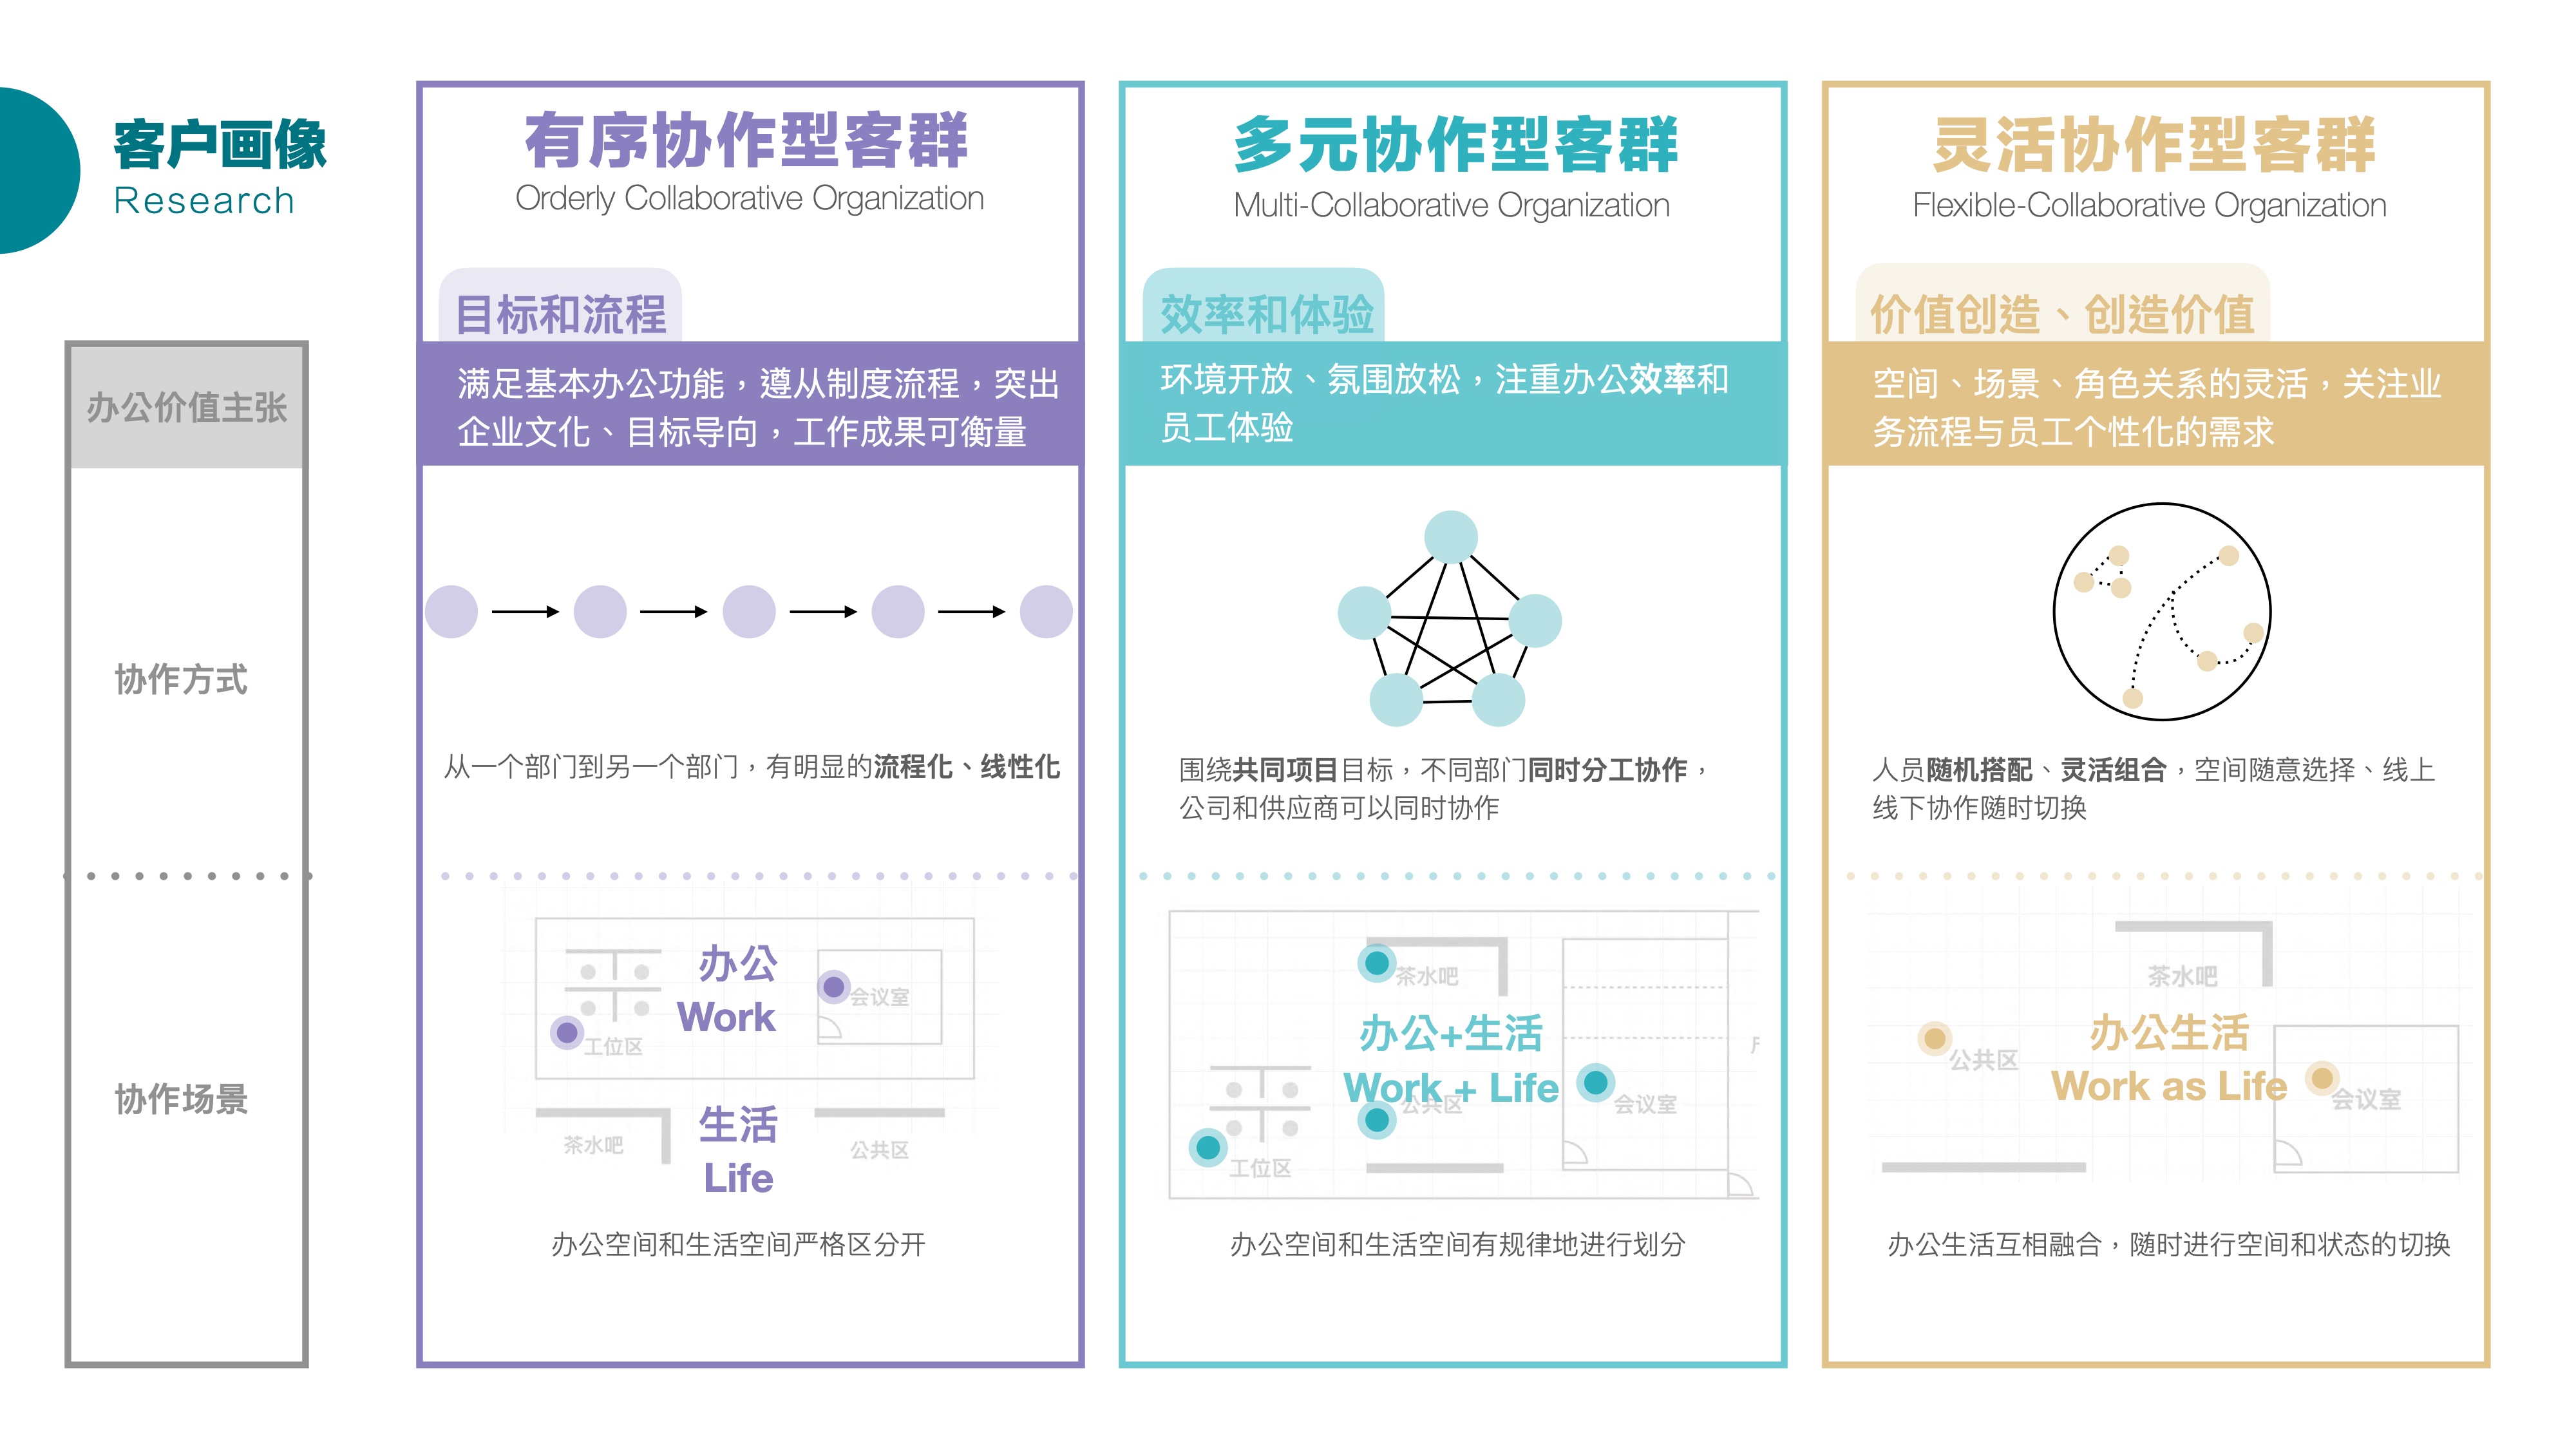 客户画像
Research
办公价值主张
协作方式
协作场景
有序协作型客群
Orderly Collaborative Organization
目标和流程
满足基本办公功能，遵从制度流程，突出
企业文化、目标导向，工作成果可衡量
从一个部门到另一个部门，有明显的流程化、线性化
办公
Work
会议室
工位区
生活
Life
茶水吧
公共区
办公空间和生活空间严格区分开
多元协作型客群
Multi-Collaborative Organization
效率和体验
环境开放、氛围放松，注重办公效率和
员工体验
围绕共同项目目标，不同部门同时分工协作，
公司和供应商可以同时协作
茶水吧
办公+生活
Work + Life
公共区
会议室
工位区
办公空间和生活空间有规律地进行划分
灵活协作型客群
Flexible-Collaborative Organization
价值创造、创造价值
空间、场景、角色关系的灵活，关注业
务流程与员工个性化的需求
人员随机搭配、灵活组合，空间随意选择、线上
线下协作随时切换
茶水吧
办公生活
Work as Life
公共区
会议室
办公生活互相融合，随时进行空间和状态的切换